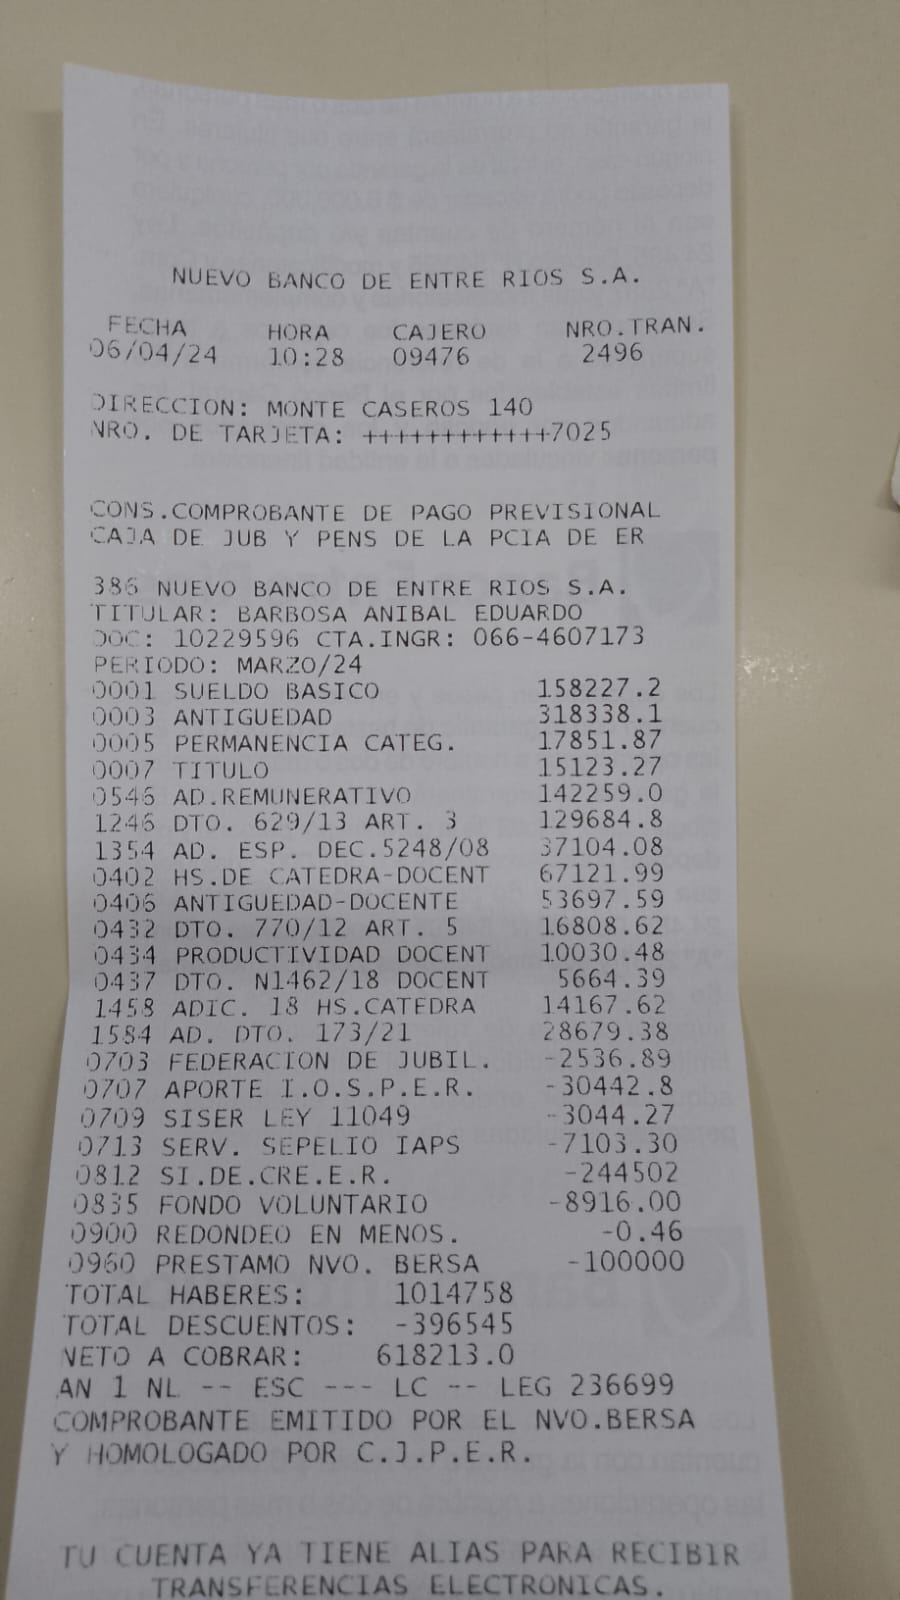 NUEVO BANCO DE ENTRE RIOS S.A.
FECHA HORA CAJERO NRO.TRAN.
06/04/24 10:28 09476 2496
DIRECCION: MONTE CASEROS 140
NRO. DE TARJETA: ++++++++++++7025
CONS.COMPROBANTE DE PAGO PREVISIONAL
CAJA DE JUB Y PENS DE LA PCIA DE ER
386 NUEVO BANCO DE ENTRE RIOS S.A.
TITULAR: BARBOSA ANIBAL EDUARDO
DOC: 10229596 CTA.INGR: 066-4607173
PERIODO: MARZO/24
0001 SUELDO BASICO 158227.2
0003 ANTIGUEDAD 318338.1
0005 PERMANENCIA CATEG. 17851.87
0007 TITULO 15123.27
0546 AD.REMUNERATIVO 142259.0
1246 DTO. 629/13 ART. 3 129684.8
1354 AD. ESP. DEC.5248/08 37104.08
0402 HS.DE CATEDRA-DOCENT 67121.99
0406 ANTIGUEDAD-DOCENTE 53697.59
0432 DTO. 770/12 ART. 5 16808.62
0434 PRODUCTIVIDAD DOCENT 10030.48
0437 DTO. N1462/18 DOCENT 5664.39
1458 ADIC. 18 HS.CATEDRA 14167.62
1584 AD. DTO. 173/21 28679.38
0703 FEDERACION DE JUBIL. -2536.89
0707 APORTE I.O.S.P.E.R. -30442.8
0709 SISER LEY 11049 -3044.27
0713 SERV. SEPELIO IAPS -7103.30
0812 SI.DE.CRE.E.R. -244502
0835 FONDO VOLUNTARIO -8916.00
0900 REDONDEO EN MENOS. -0.46
0960 PRESTAMO NVO. BERSA -100000
TOTAL HABERES: 1014758
TOTAL DESCUENTOS: -396545
NETO A COBRAR: 618213.0
AN 1 NL -- ESC --- LC -- LEG 236699
COMPROBANTE EMITIDO POR EL NVO.BERSA
Y HOMOLOGADO POR C.J.P.E.R.
TU CUENTA YA TIENE ALIAS PARA RECIBIR
TRANSFERENCIAS ELECTRONICAS.